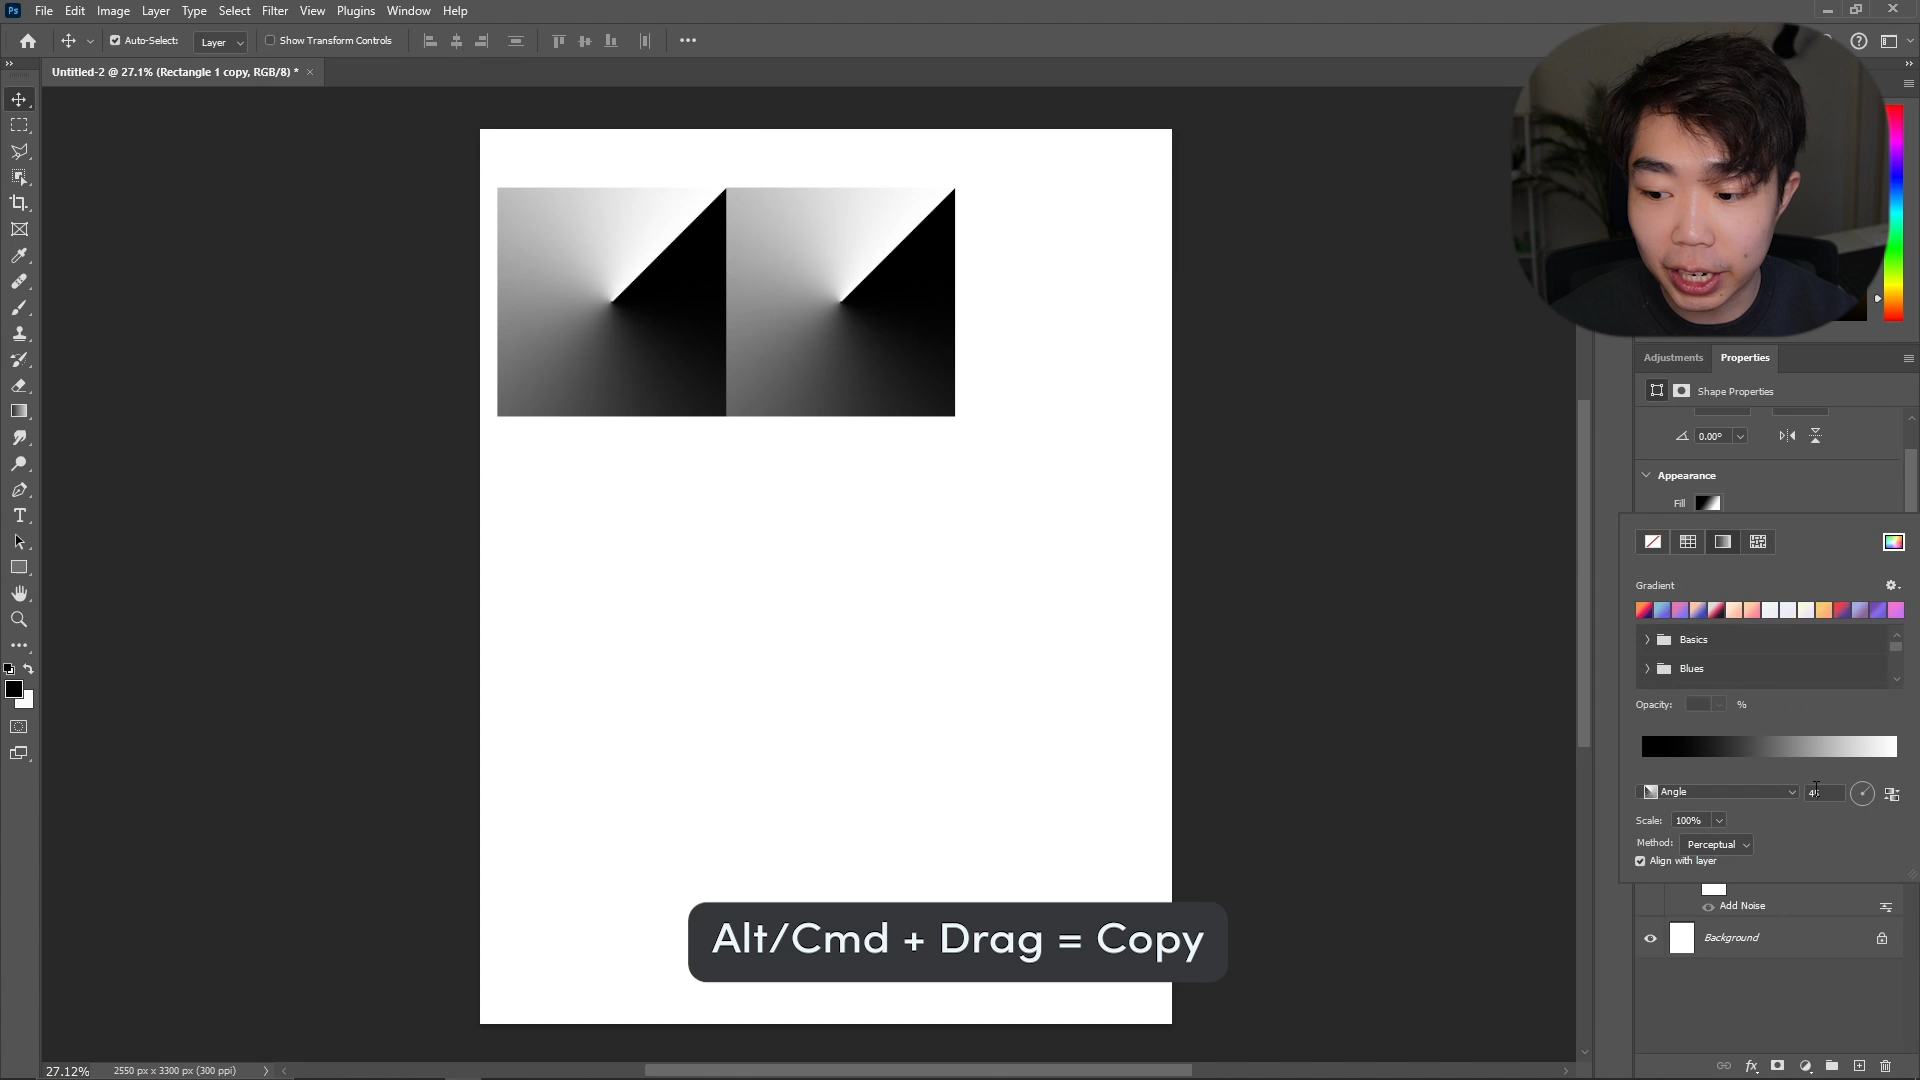 Ps File Edit Image Layer Type Select Filter View Plugins Window Help
Auto-Select: Layer Show Transform Controls
Untitled-2 @ 27.1% (Rectangle 1 copy, RGB/8) *
Adjustments Properties
Shape Properties
0.00°
Appearance
Fill
Gradient
Basics
Blues
Opacity: %
Angle
Scale: 100%
Method: Perceptual
Align with layer
Add Noise
Background
Alt/Cmd + Drag = Copy
27.12% 2550 px x 3300 px (300 ppi)